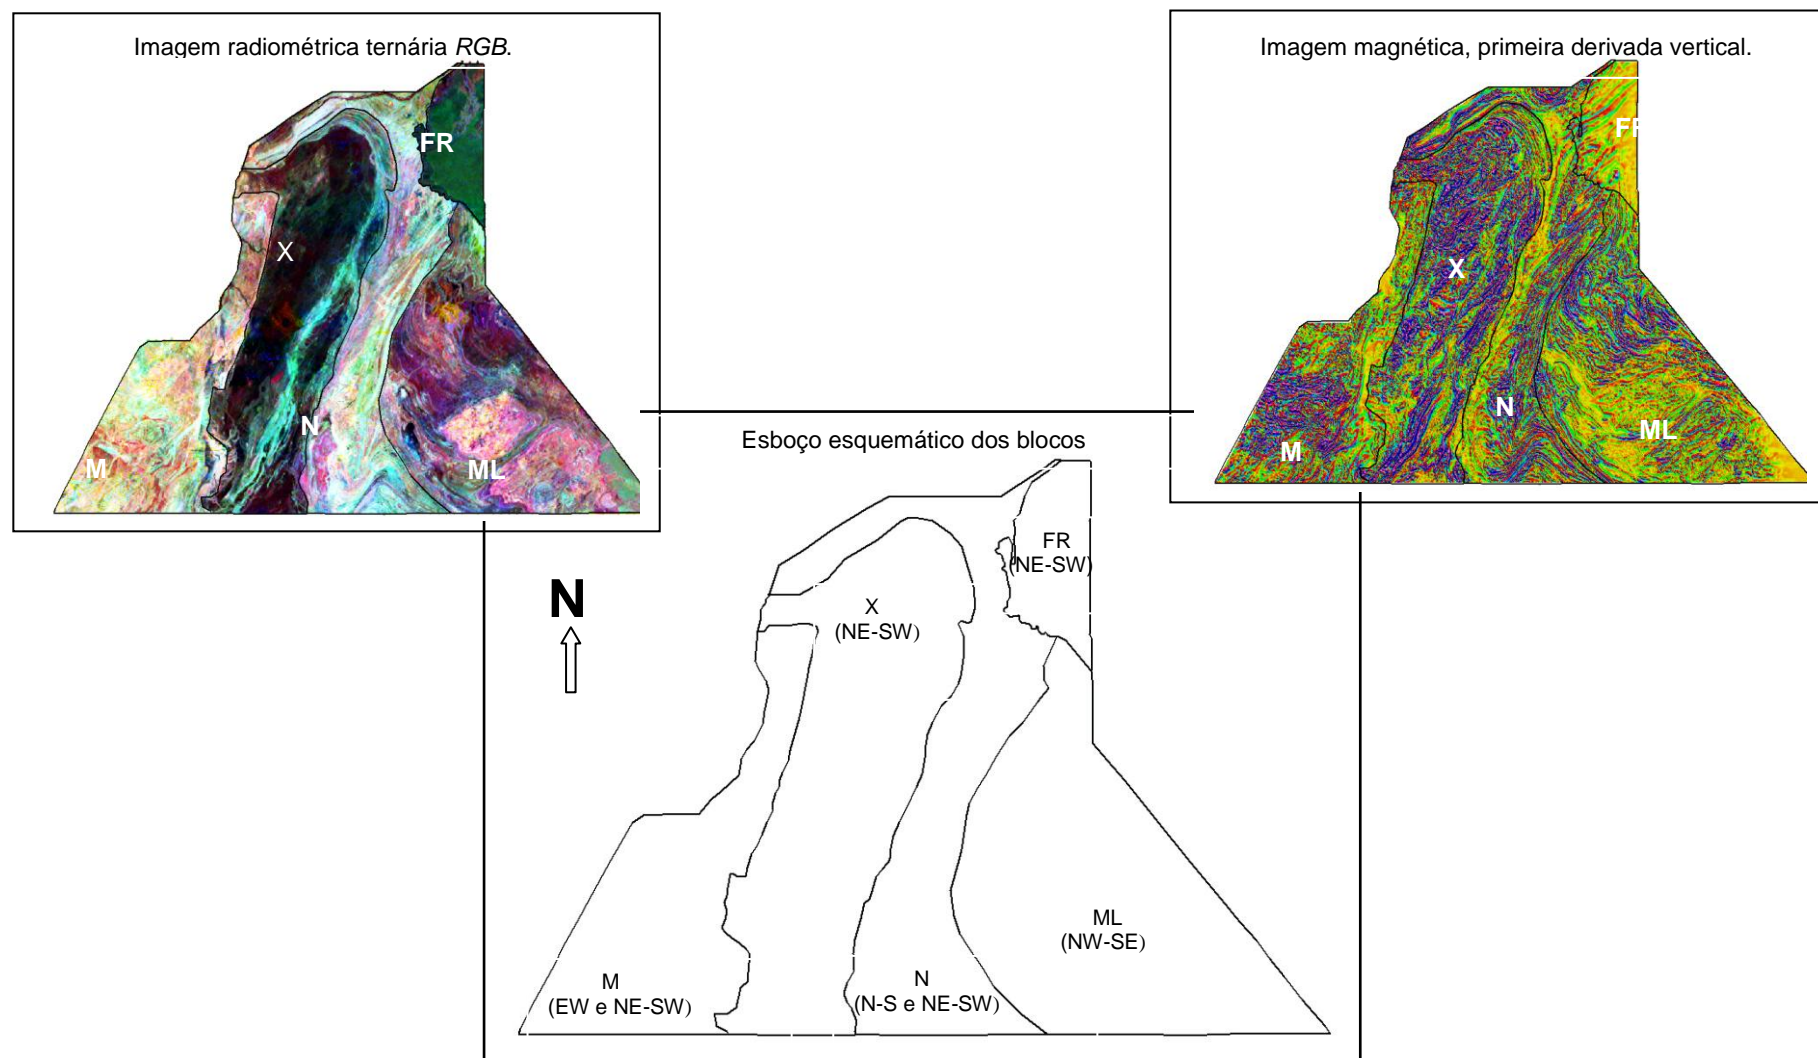 Imagem radiométrica ternária RGB.
FR
X
N
M
ML
Imagem magnética, primeira derivada vertical.
FR
X
N
M
ML
Esboço esquemático dos blocos
N
FR
(NE-SW)
X
(NE-SW)
ML
(NW-SE)
M
(EW e NE-SW)
N
(N-S e NE-SW)